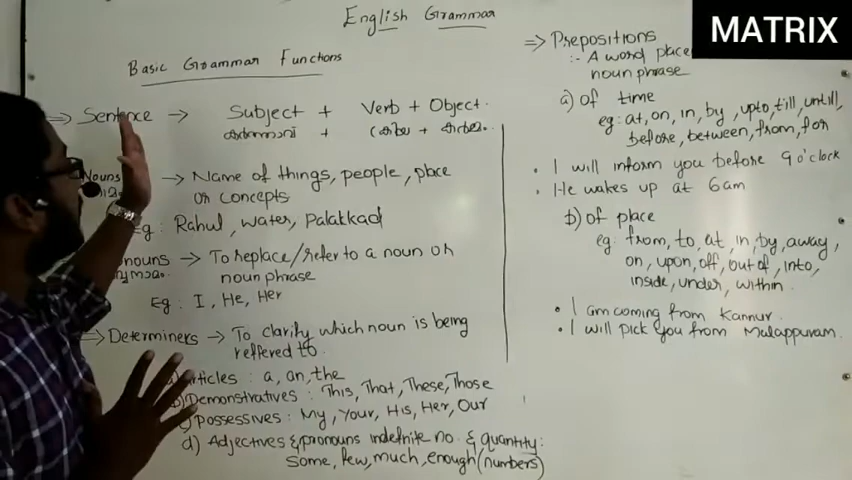 English Grammar
MATRIX
Basic Grammar Functions
=> Sentence → Subject + Verb + Object.
കർത്താവ് + ക്രിയ + കർമ്മം.
Nouns → Name of things, people, place
or concepts
Eg: Rahul, Water, Palakkad
nouns → To replace/refer to a noun or
noun phrase
Eg: I, He, Her
=> Determiners → To clarify which noun is being
reffered to.
a) articles : a, an, the
b) Demonstratives : This, That, These, Those
c) Possessives : My, Your, His, Her, Our
d) Adjectives & pronouns indefinite no. & quantity:
Some, few, much, enough (numbers)
=> Prepositions
:- A word place
noun phrase
a) of time
eg: at, on, in, by, upto, till, untill,
before, between, from, for
• I will inform you before 9 o'clock
• He wakes up at 6am
b) of place
eg: from, to, at, in, by, away,
on, upon, off, out of, into,
inside, under, within.
• I am coming from Kannur.
• I will pick you from Malappuram.